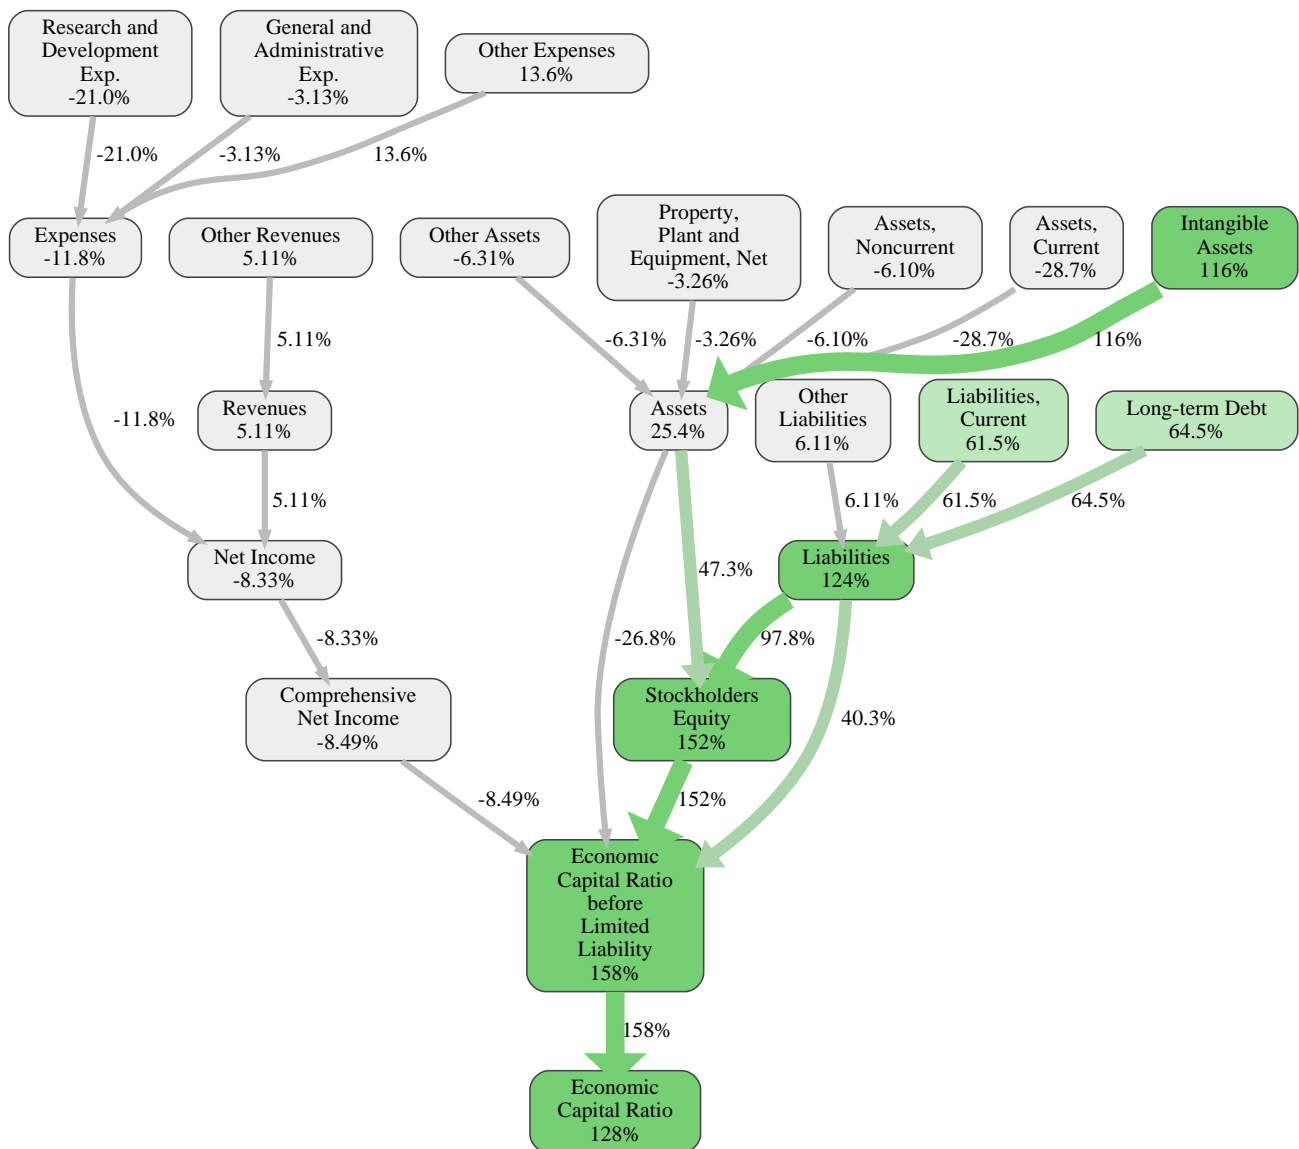 Research and
Development
Exp.
-21.0%
General and
Administrative
Exp.
-3.13%
Other Expenses
13.6%
-21.0%
-3.13%
13.6%
Expenses
-11.8%
Other Revenues
5.11%
Other Assets
-6.31%
Property,
Plant and
Equipment, Net
-3.26%
Assets,
Noncurrent
-6.10%
Assets,
Current
-28.7%
Intangible
Assets
116%
5.11%
-6.31%
-3.26%
-6.10%
-28.7%
116%
-11.8%
Revenues
5.11%
Assets
25.4%
Other
Liabilities
6.11%
Liabilities,
Current
61.5%
Long-term Debt
64.5%
5.11%
6.11%
61.5%
64.5%
Net Income
-8.33%
47.3%
Liabilities
124%
-8.33%
-26.8%
97.8%
Comprehensive
Net Income
-8.49%
Stockholders
Equity
152%
40.3%
-8.49%
152%
Economic
Capital Ratio
before
Limited
Liability
158%
158%
Economic
Capital Ratio
128%